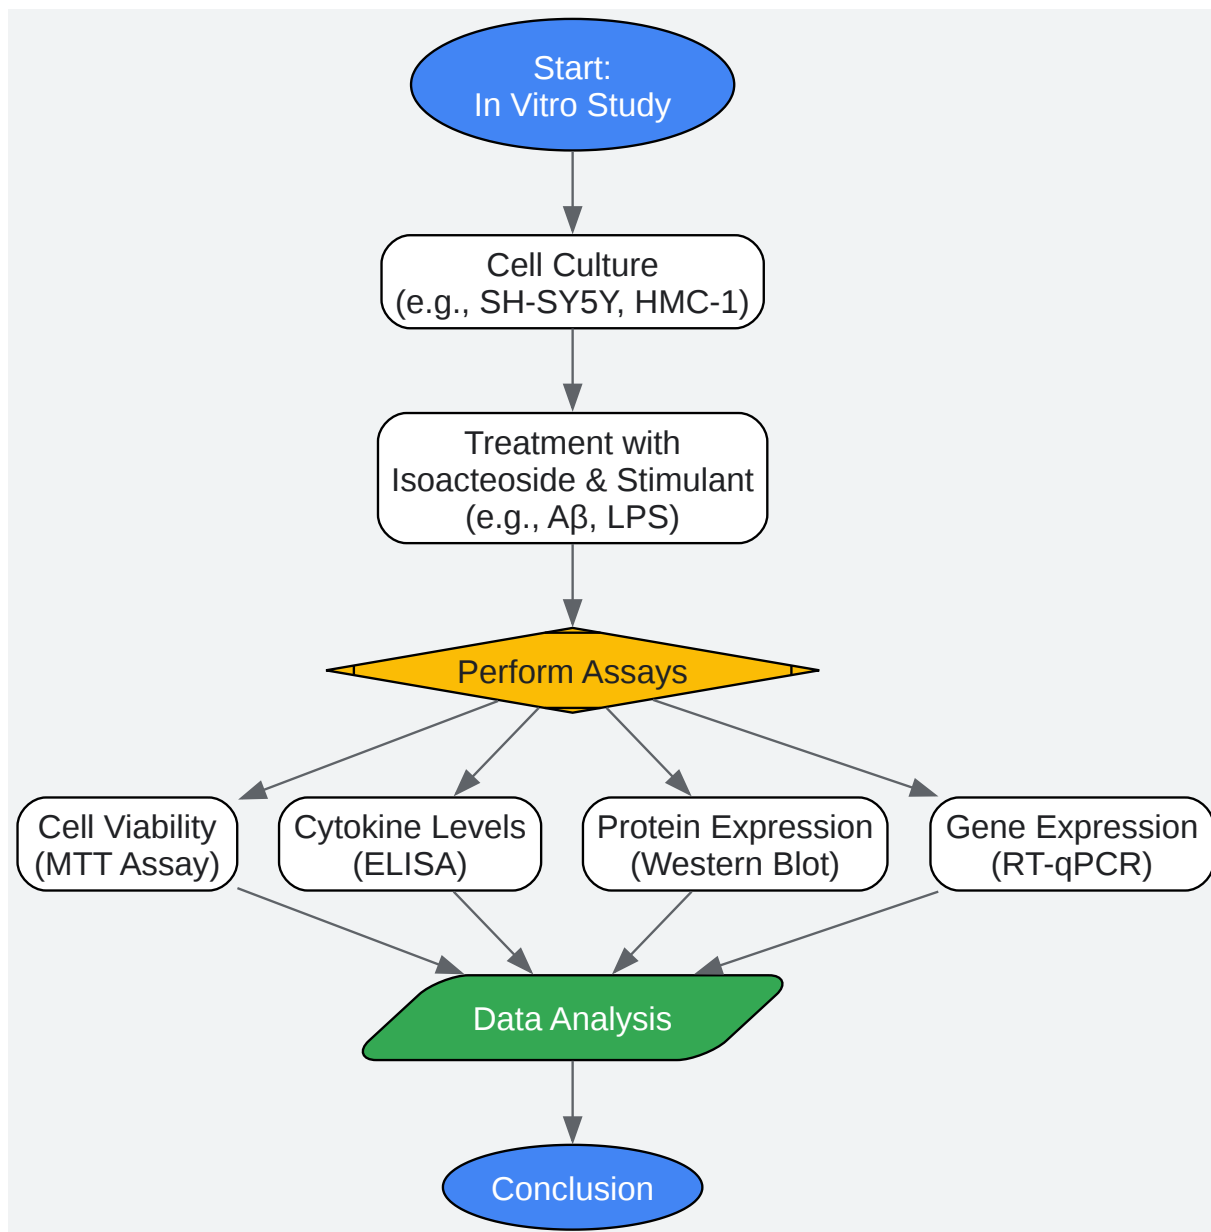 Start:
In Vitro Study
Cell Culture
(e.g., SH-SY5Y, HMC-1)
Treatment with
Isoacteoside & Stimulant
(e.g., Aβ, LPS)
Perform Assays
Cell Viability
(MTT Assay)
Cytokine Levels
(ELISA)
Protein Expression
(Western Blot)
Gene Expression
(RT-qPCR)
Data Analysis
Conclusion